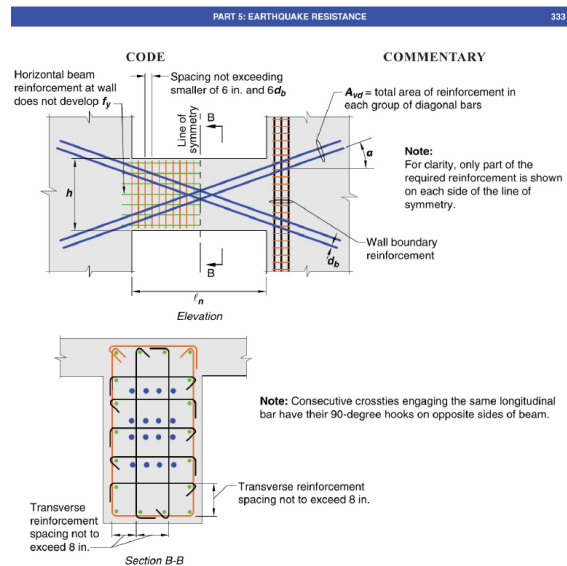 PART 5: EARTHQUAKE RESISTANCE 333
CODE
COMMENTARY
Horizontal beam
reinforcement at wall
does not develop fy
Spacing not exceeding
smaller of 6 in. and 6db
Line of
symmetry
B
Avd = total area of reinforcement in
each group of diagonal bars
α
Note:
For clarity, only part of the
required reinforcement is shown
on each side of the line of
symmetry.
h
Wall boundary
reinforcement
db
B
ℓn
Elevation
Note: Consecutive crossties engaging the same longitudinal
bar have their 90-degree hooks on opposite sides of beam.
Transverse reinforcement
spacing not to exceed 8 in.
Transverse
reinforcement
spacing not to
exceed 8 in.
Section B-B